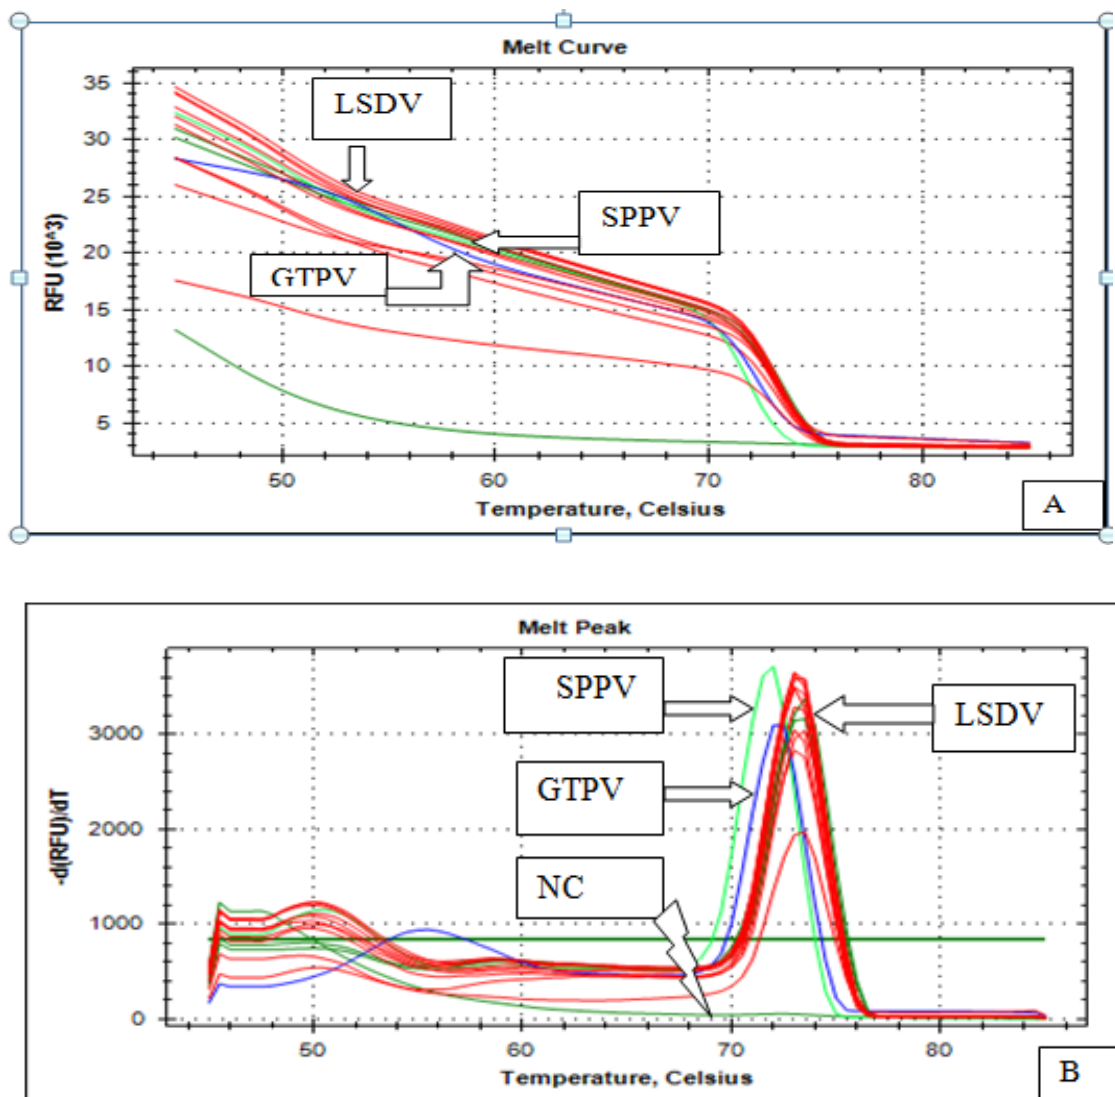 Melt Curve
35
30
25
20
15
10
5
RFU (10^3)
LSDV
SPPV
GTPV
50
60
70
80
Temperature, Celsius
A
Melt Peak
3000
2000
1000
0
-d(RFU)/dT
SPPV
LSDV
GTPV
NC
50
60
70
80
Temperature, Celsius
B